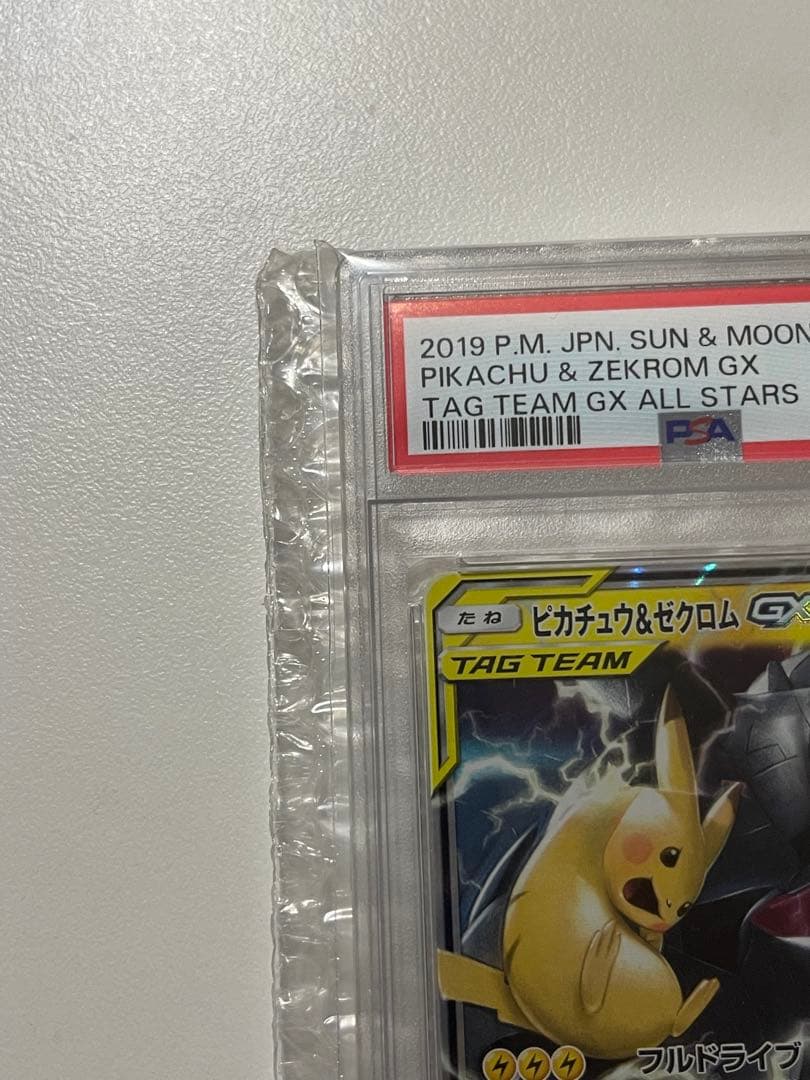 2019 P.M. JPN. SUN & MOON
PIKACHU & ZEKROM GX
TAG TEAM GX ALL STARS
PSA
たね ピカチュウ&ゼクロム GX
TAG TEAM
フルドライブ